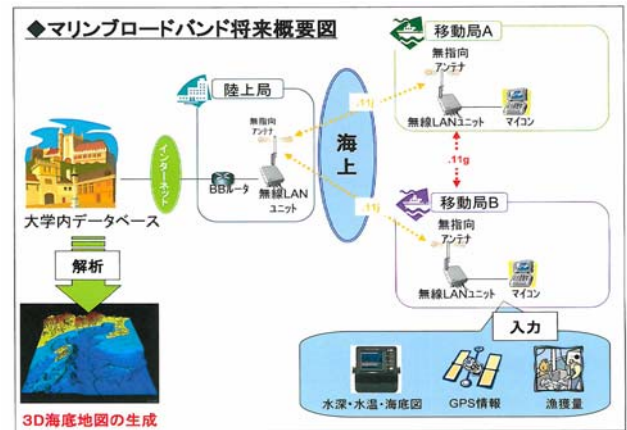 ◆マリンブロードバンド将来概要図
陸上局
無指向
アンテナ
BBルータ
無線LAN
ユニット
インターネット
大学内データベース
解析
3D海底地図の生成
海上
.11j
.11j
移動局A
無指向
アンテナ
無線LANユニット
マイコン
.11g
移動局B
無指向
アンテナ
無線LANユニット
マイコン
入力
水深・水温・海底図
GPS情報
漁獲量